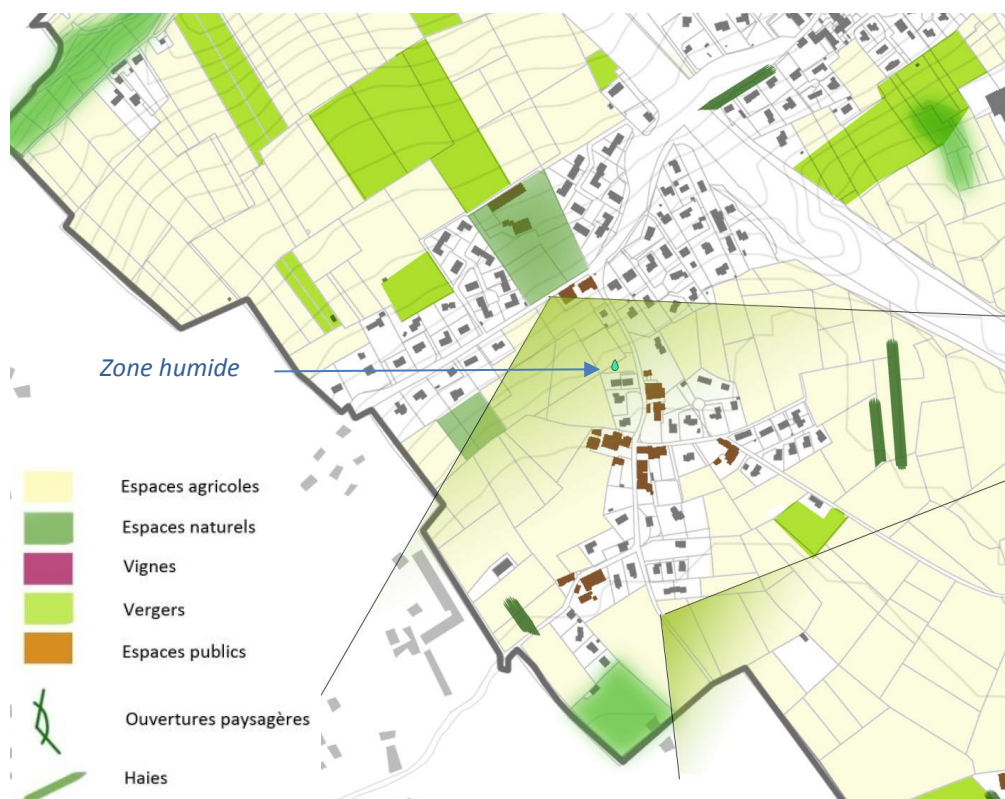 Zone humide
Espaces agricoles
Espaces naturels
Vignes
Vergers
Espaces publics
Ouvertures paysagères
Haies